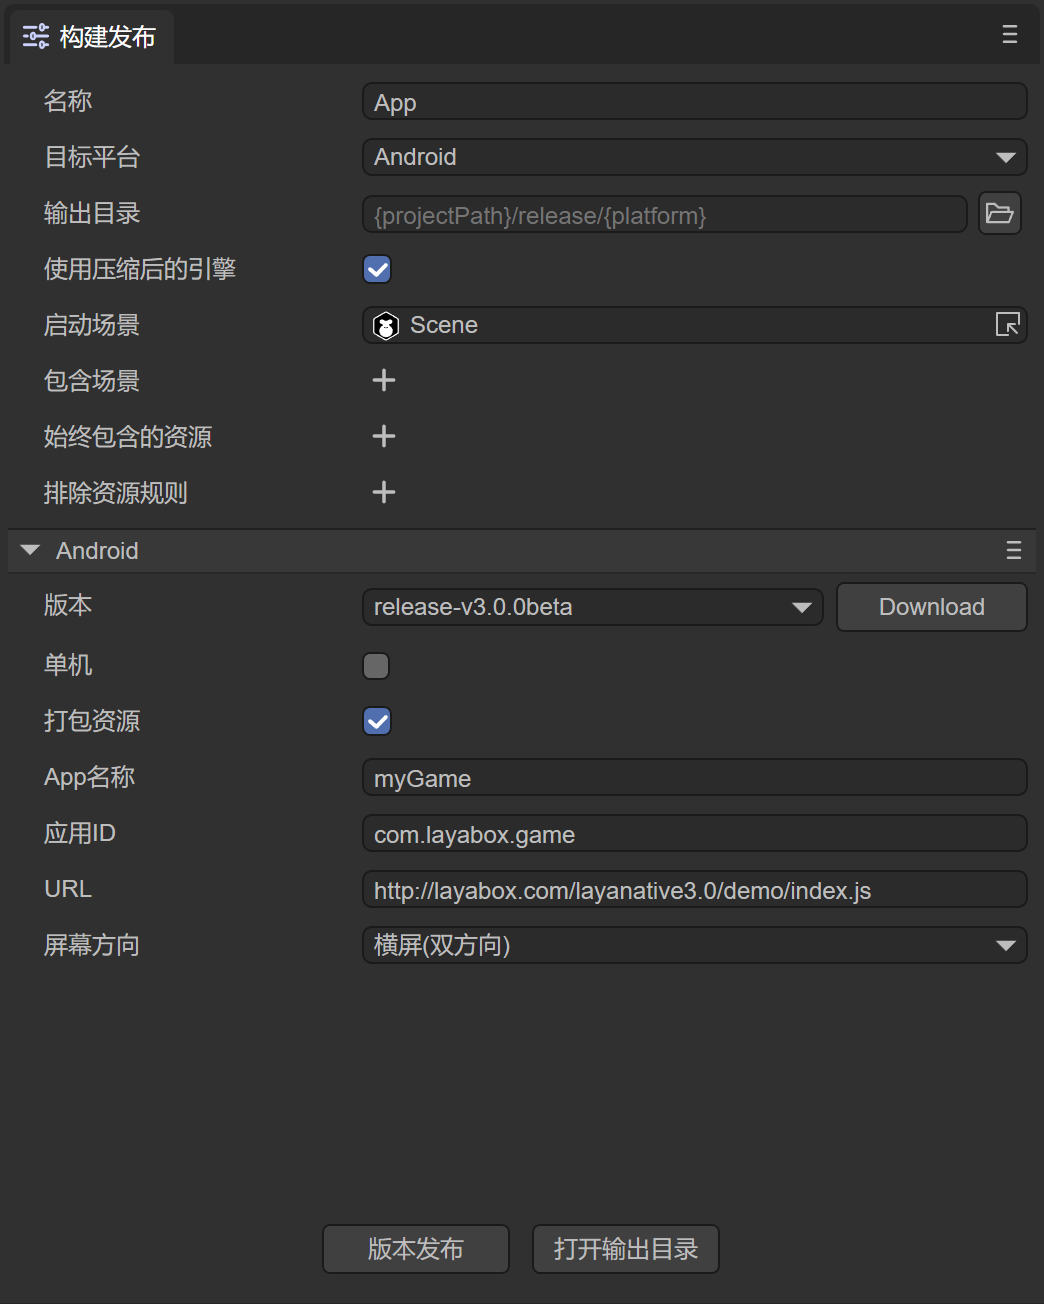 构建发布
名称 App
目标平台 Android
输出目录 {projectPath}/release/{platform}
使用压缩后的引擎
启动场景 Scene
包含场景
始终包含的资源
排除资源规则
Android
版本 release-v3.0.0beta Download
单机
打包资源
App名称 myGame
应用ID com.layabox.game
URL http://layabox.com/layanative3.0/demo/index.js
屏幕方向 横屏(双方向)
版本发布 打开输出目录